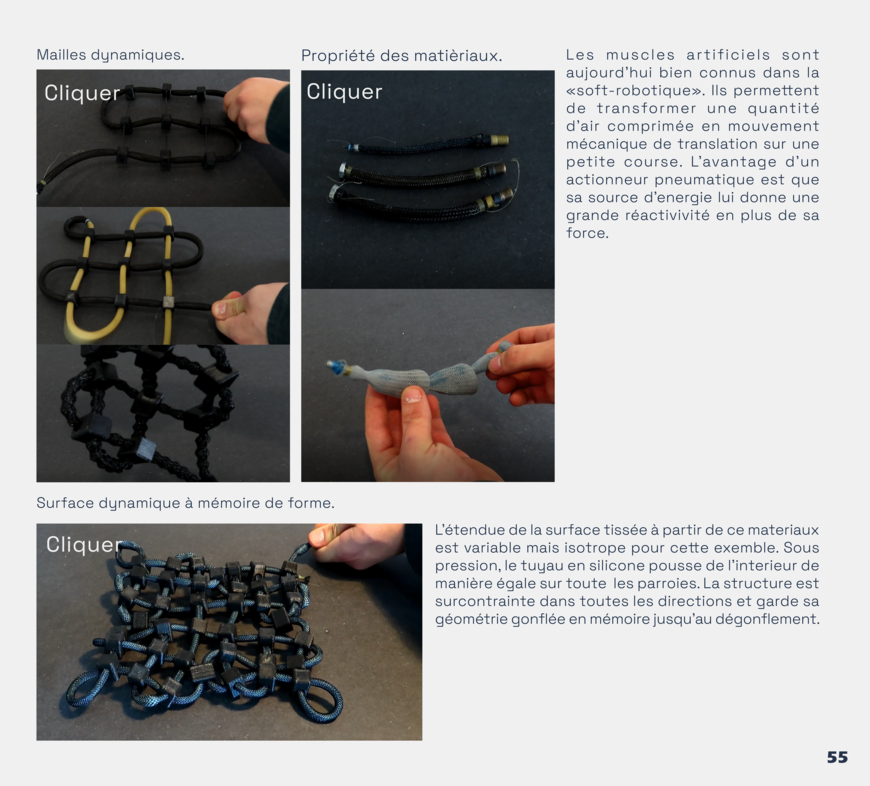 Mailles dynamiques.
Cliquer
Propriété des matièriaux.
Cliquer
Les muscles artificiels sont
aujourd'hui bien connus dans la
«soft-robotique». Ils permettent
de transformer une quantité
d'air comprimée en mouvement
mécanique de translation sur une
petite course. L'avantage d'un
actionneur pneumatique est que
sa source d'energie lui donne une
grande réactivivité en plus de sa
force.
Surface dynamique à mémoire de forme.
Cliquer
L'étendue de la surface tissée à partir de ce materiaux
est variable mais isotrope pour cette exemble. Sous
pression, le tuyau en silicone pousse de l'interieur de
manière égale sur toute les parroies. La structure est
surcontrainte dans toutes les directions et garde sa
géométrie gonflée en mémoire jusqu'au dégonflement.
55